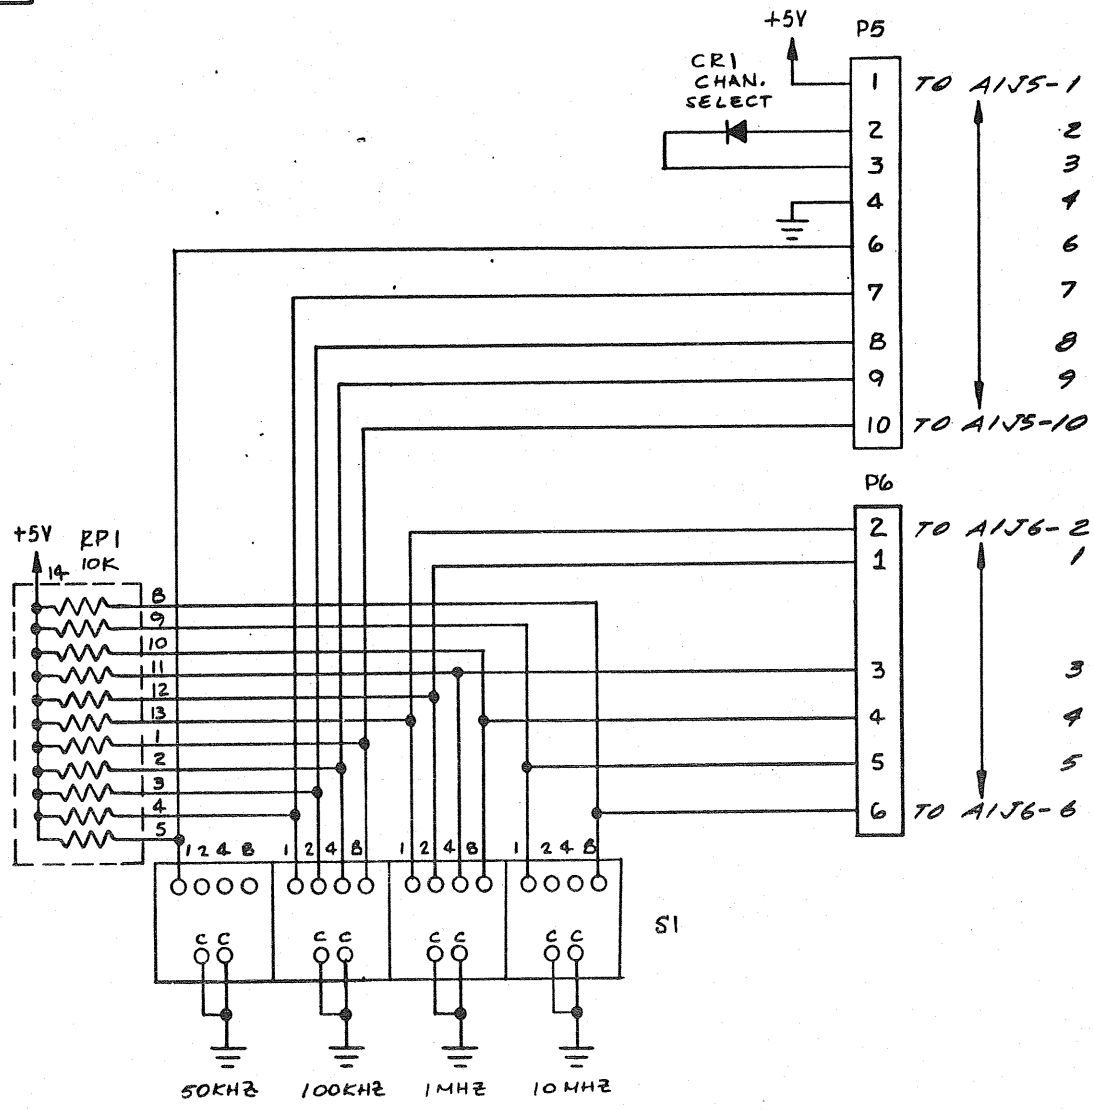 +5V P5
CR1
CHAN.
SELECT
1 TO A1J5-1
2 2
3 3
4 4
6 6
7 7
8 8
9 9
10 TO A1J5-10
P6
2 TO A1J6-2
1 1
3 3
4 4
5 5
6 TO A1J6-6
+5V RP1
10K
14
8
9
10
11
12
13
1
2
3
4
5
1 2 4 8 1 2 4 8 1 2 4 8 1 2 4 8
C C C C C C C C
S1
50KHZ 100KHZ 1MHZ 10MHZ